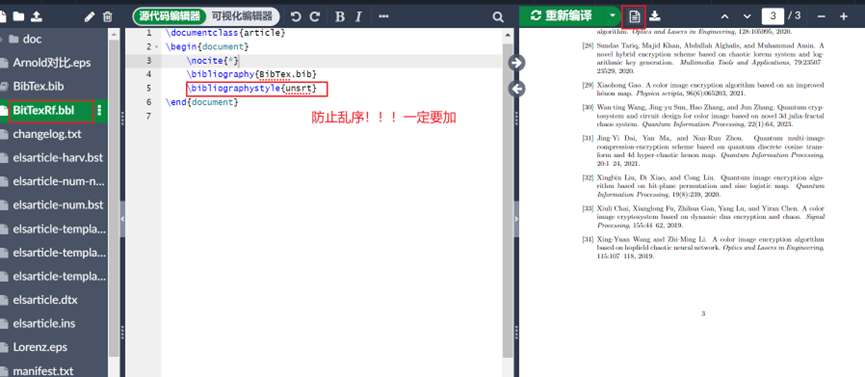 源代码编辑器 可视化编辑器 B I 重新编译 3 / 3
doc
Arnold对比.eps
BibTex.bib
BitTexRf.bbl
changelog.txt
elsarticle-harv.bst
elsarticle-num-n...
elsarticle-num.bst
elsarticle-templa...
elsarticle-templa...
elsarticle-templa...
elsarticle.dtx
elsarticle.ins
Lorenz.eps
manifest.txt
1 \documentclass{article}
2 \begin{document}
3 \nocite{*}
4 \bibliography{BibTex.bib}
5 \bibliographystyle{unsrt}
6 \end{document}
7
防止乱序！！！一定要加
algorithm. Optics and Lasers in Engineering, 128:105995, 2020.
[28] Sundas Tariq, Majid Khan, Abdullah Alghafis, and Muhammad Amin. A
novel hybrid encryption scheme based on chaotic lorenz system and log-
arithmic key generation. Multimedia Tools and Applications, 79:23507
23529, 2020.
[29] Xiaohong Gao. A color image encryption algorithm based on an improved
hénon map. Physica scripta, 96(6):065203, 2021.
[30] Wan-ting Wang, Jing-yu Sun, Hao Zhang, and Jun Zhang. Quantum cryp-
tosystem and circuit design for color image based on novel 3d julia-fractal
chaos system. Quantum Information Processing, 22(1):64, 2023.
[31] Jing-Yi Dai, Yan Ma, and Nan-Run Zhou. Quantum multi-image
compression-encryption scheme based on quantum discrete cosine trans-
form and 4d hyper-chaotic henon map. Quantum Information Processing,
20:1 24, 2021.
[32] Xingbin Liu, Di Xiao, and Cong Liu. Quantum image encryption algo-
rithm based on bit-plane permutation and sine logistic map. Quantum
Information Processing, 19(8):239, 2020.
[33] Xiuli Chai, Xianglong Fu, Zhihua Gan, Yang Lu, and Yiran Chen. A color
image cryptosystem based on dynamic dna encryption and chaos. Signal
Processing, 155:44 62, 2019.
[34] Xing-Yuan Wang and Zhi-Ming Li. A color image encryption algorithm
based on hopfield chaotic neural network. Optics and Lasers in Engineering,
115:107 118, 2019.
3